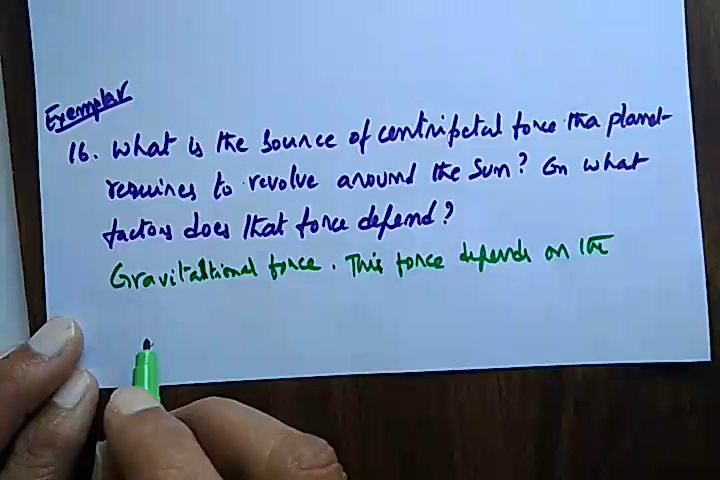 Exemplar
16. What is the source of centripetal force tha planet
requires to revolve around the Sun? On what
factors does that force depend?
Gravitational force. This force depends on the